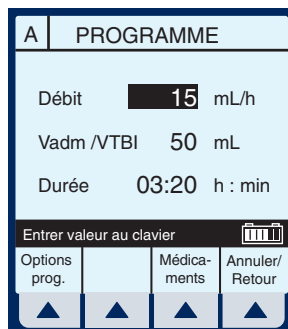 A PROGRAMME
Débit 15 mL/h
Vadm /VTBI 50 mL
Durée 03:20 h : min
Entrer valeur au clavier
Options prog.
Médica-ments
Annuler/Retour